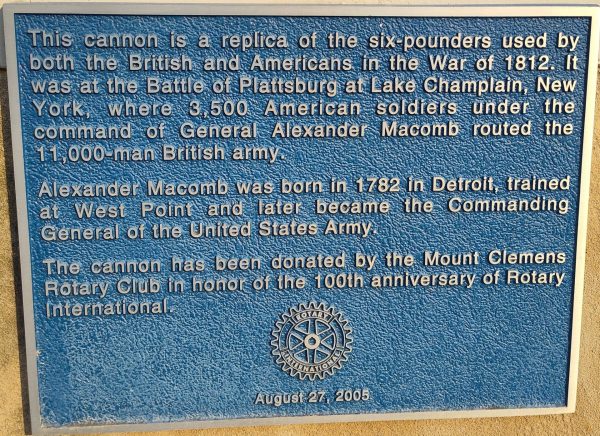 This cannon is a replica of the six-pounders used by
both the British and Americans in the War of 1812. It
was at the Battle of Plattsburg at Lake Champlain, New
York, where 3,500 American soldiers under the
command of General Alexander Macomb routed the
11,000-man British army.
Alexander Macomb was born in 1782 in Detroit, trained
at West Point and later became the Commanding
General of the United States Army.
The cannon has been donated by the Mount Clemens
Rotary Club in honor of the 100th anniversary of Rotary
International.
ROTARY
INTERNATIONAL
August 27, 2005